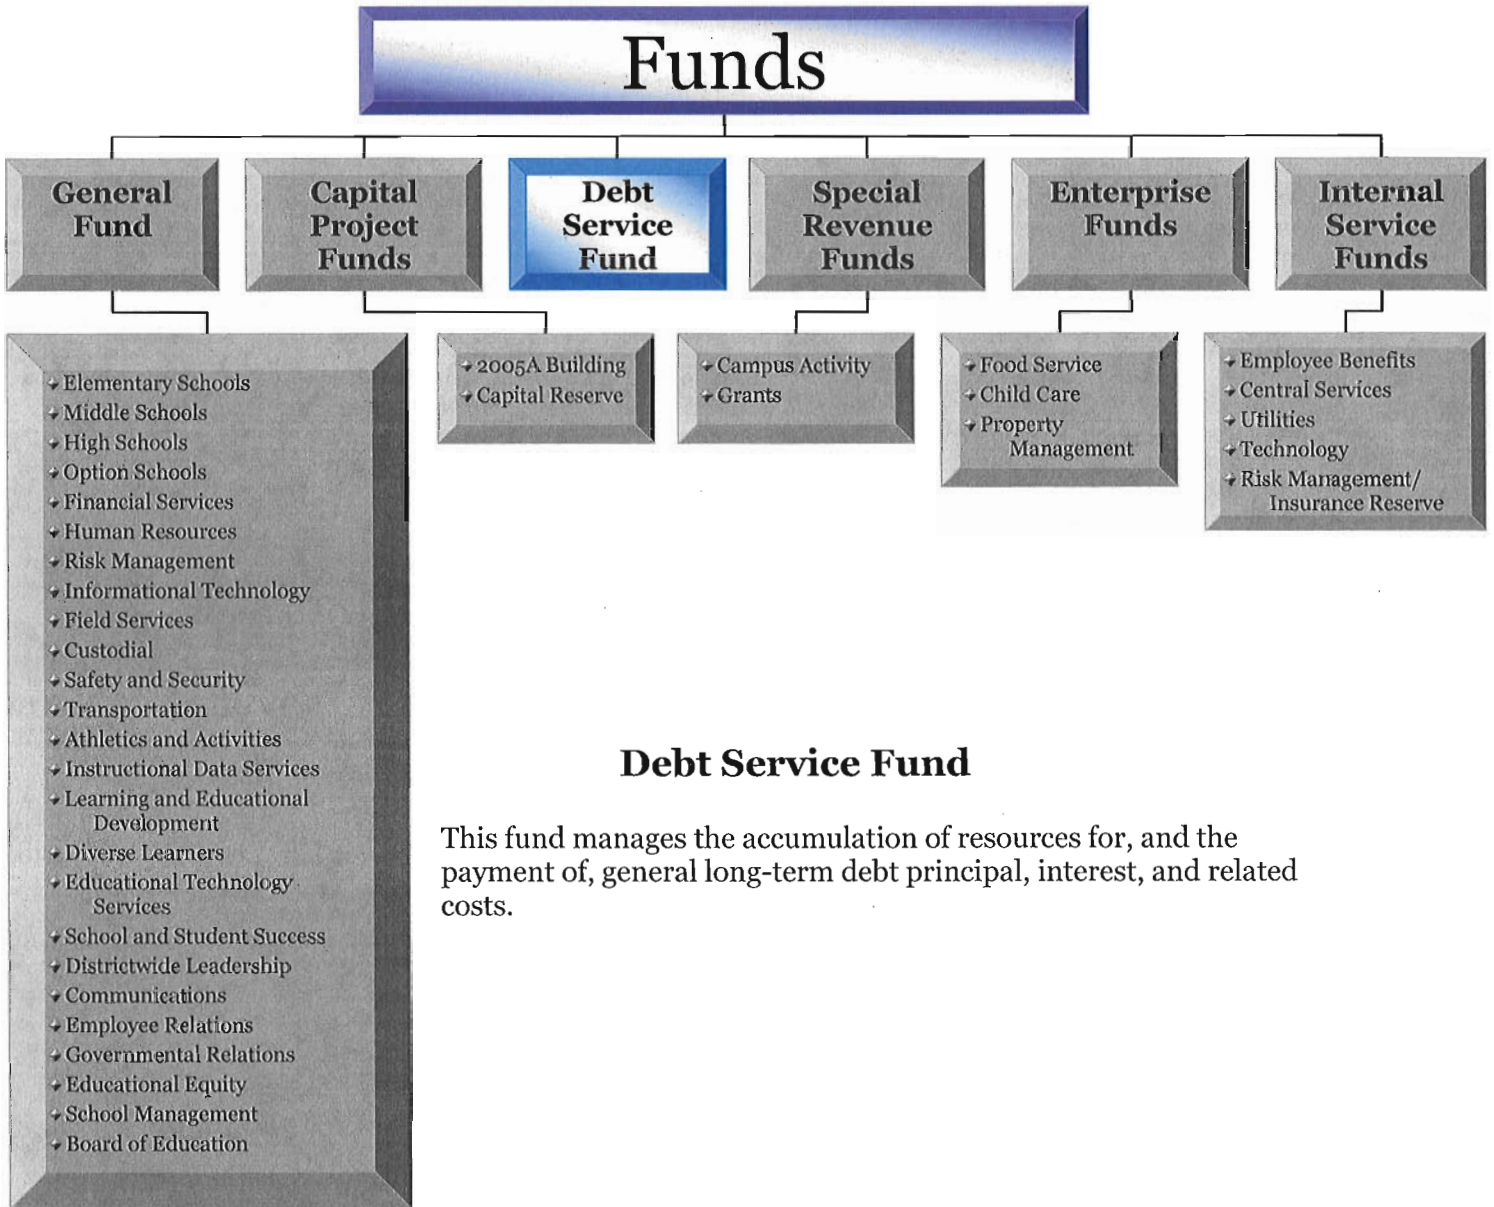 Funds
General
Fund
Capital
Project
Funds
Debt
Service
Fund
Special
Revenue
Funds
Enterprise
Funds
Internal
Service
Funds
Elementary Schools
Middle Schools
High Schools
Option Schools
Financial Services
Human Resources
Risk Management
Informational Technology
Field Services
Custodial
Safety and Security
Transportation
Athletics and Activities
Instructional Data Services
Learning and Educational
Development
Diverse Learners
Educational Technology
Services
School and Student Success
Districtwide Leadership
Communications
Employee Relations
Governmental Relations
Educational Equity
School Management
Board of Education
2005A Building
Capital Reserve
Campus Activity
Grants
Food Service
Child Care
Property
Management
Employee Benefits
Central Services
Utilities
Technology
Risk Management/
Insurance Reserve
Debt Service Fund
This fund manages the accumulation of resources for, and the
payment of, general long-term debt principal, interest, and related
costs.